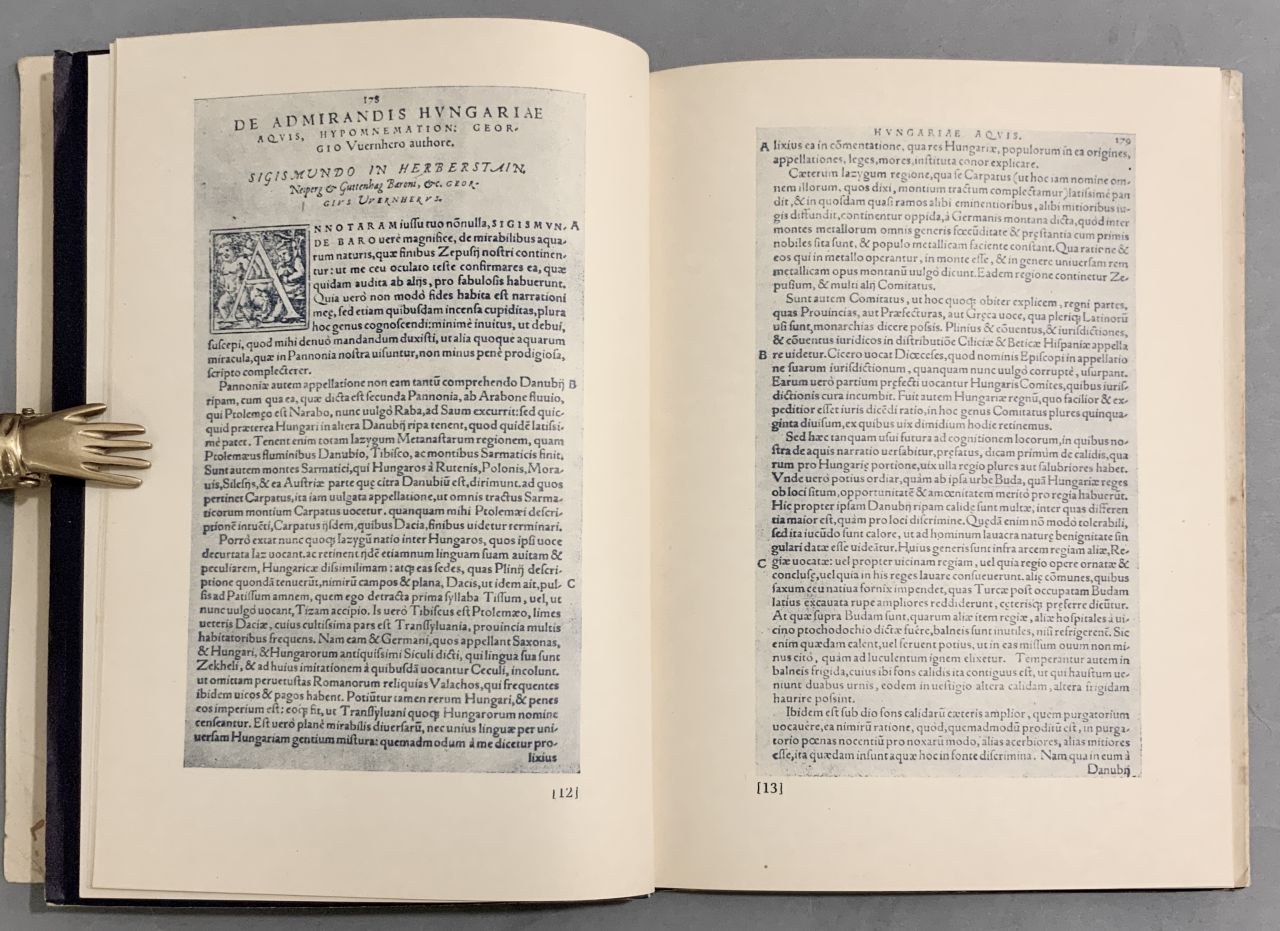 178
DE ADMIRANDIS HVNGARIAE
AQVIS, HYPOMNEMATION: GEOR-
GIO Vuernhero authore.
SIGISMUNDO IN HERBERSTAIN,
Neiperg & Guttenhag Baroni, &c. GEOR-
GIVS VVERNHERVS.
ANNOTARAM iussu tuo nõnulla, SIGISMVN- A
DE BARO uerè magnifice, de mirabilibus aqua-
rum naturis, quæ finibus Zepusij nostri continen-
tur: ut me ceu oculato teste confirmares ea, quæ
quidam audita ab alijs, pro fabulosis habuerunt.
Quia uerò non modò fides habita est narrationi
meę, sed etiam quibusdam incensa cupiditas, plura
hoc genus cognoscendi: minimè inuitus, ut debui,
suscepi, quod mihi denuò mandandum duxisti, ut alia quoque aquarum
miracula, quæ in Pannonia nostra uisuntur, non minus penè prodigiosa,
scripto complecterer.
Pannoniæ autem appellatione non eam tantũ comprehendo Danubij B
ripam, cum qua ea, quæ dicta est secunda Pannonia, ab Arabone fluuio,
qui Ptolemęo est Narabo, nunc uulgò Raba, ad Saum excurrit: sed quic-
quid præterea Hungari in altera Danubij ripa tenent, quod quidẽ latissi-
mè patet. Tenent enim totam Iazygum Metanastarum regionem, quam
Ptolemæus fluminibus Danubio, Tibisco, ac montibus Sarmaticis finit.
Sunt autem montes Sarmatici, qui Hungaros à Rutenis, Polonis, Mora-
uis, Silesijs, & ea Austriæ parte quę citra Danubiũ est, dirimunt. ad quos
pertinet Carpatus, ita iam uulgata appellatione, ut omnis tractus Sarma-
ticorum montium Carpatus uocetur. quanquam mihi Ptolemæi descri-
ptionẽ intuẽti, Carpatus ijsdem, quibus Dacia, finibus uidetur terminari.
Porrò extat nunc quoq; Iazygũ natio inter Hungaros, quos ipsi uoce
decurtata Iaz uocant. ac retinent ijdẽ etiamnum linguam suam auitam &
peculiarem, Hungaricæ dissimilimam: atq; eas sedes, quas Plinij descri-
ptione quondã tenuerũt, nimirũ campos & plana, Dacis, ut idem ait, pul- C
sis ad Patissum amnem, quem ego detracta prima syllaba Tissum, uel, ut
nunc uulgò uocant, Tizam accipio. Is uerò Tibiscus est Ptolemæo, limes
ueteris Daciæ, cuius cultissima pars est Transsyluania, prouincia multis
habitatoribus frequens. Nam eam & Germani, quos appellant Saxonas,
& Hungari, & Hungarorum antiquissimi Siculi dicti, qui lingua sua sunt
Zekheli, & ad huius imitationem à quibusdã uocantur Ceculi, incolunt.
ut omittam peruetustas Romanorum reliquias Valachos, qui frequentes
ibidem uicos & pagos habent. Potiũtur tamen rerum Hungari, & penes
eos imperium est: eoq; fit, ut Transsyluani quoq; Hungarorum nomine
censeantur. Est uerò planè mirabilis diuersarũ, nec unius linguæ per uni-
uersam Hungariam gentium mistura: quemadmodum à me dicetur pro-
lixius
[12]
HVNGARIAE AQVIS. 179
A lixius ea in cõmentatione, qua res Hungariæ, populorum in ea origines,
appellationes, leges, mores, instituta conor explicare.
Cæterum Iazygum regione, qua se Carpatus (ut hoc iam nomine om-
nem illorum, quos dixi, montium tractum complectamur) latissimè pan
dit, & in quosdam quasi ramos alibi eminentioribus, alibi mitioribus iu-
gis diffundit, continentur oppida, à Germanis montana dicta, quòd inter
montes metallorum omnis generis fœcũditate & pręstantia cum primis
nobiles sita sunt, & populo metallicam faciente constant. Qua ratione &
eos qui in metallo operantur, in monte esse, & in genere uniuersam rem
metallicam opus montanũ uulgò dicunt. Eadem regione continetur Ze-
pusium, & multi alij Comitatus.
Sunt autem Comitatus, ut hoc quoq; obiter explicem, regni partes,
quas Prouincias, aut Præfecturas, aut Gręca uoce, qua pleriq; Latinorũ
usi sunt, monarchias dicere possis. Plinius & cõuentus, & iurisdictiones,
& cõuentus iuridicos in distributiõe Ciliciæ & Beticæ Hispaniæ appella
B re uidetur. Cicero uocat Diœceses, quod nominis Episcopi in appellatio
ne suarum iurisdictionum, quanquam nunc uulgò corruptè, usurpant.
Earum uerò partium pręfecti uocantur Hungaris Comites, quibus iuris-
dictionis cura incumbit. Fuit autem Hungariæ regnũ, quo facilior & ex-
peditior esset iuris dicẽdi ratio, in hoc genus Comitatus plures quinqua-
ginta diuisum, ex quibus uix dimidium hodie retinemus.
Sed hæc tanquam usui futura ad cognitionem locorum, in quibus no-
stra de aquis narratio uersabitur, pręfatus, dicam primum de calidis, qua
rum pro Hungarię portione, uix ulla regio plures aut salubriores habet.
Vnde uerò potius ordiar, quàm ab ipsa urbe Buda, quã Hungariæ reges
ob loci situm, opportunitatẽ & amœnitatem meritò pro regia habuerũt.
Hic propter ipsam Danubij ripam calidę sunt multæ, inter quas differen
tia maior est, quàm pro loci discrimine. Quędã enim nõ modò tolerabili,
sed ita iucũdo sunt calore, ut ad hominum lauacra naturę benignitate sin
gulari datæ esse uideãtur. Huius generis sunt infra arcem regiam aliæ, Re-
C giæ uocatæ: uel propter uicinam regiam, uel quia regio opere ornatæ &
conclusę, uel quia in his reges lauare consueuerunt. alię cõmunes, quibus
saxum ceu natiua fornix impendet, quas Turcæ post occupatam Budam
latius excauata rupe ampliores reddiderunt, cęterisq; pręferre dicũtur.
At quæ supra Budam sunt, quarum aliæ item regiæ, aliæ hospitales à ui-
cino ptochodochio dictæ fuêre, balneis sunt inutiles, nisi refrigerent. Sic
enim quædam calent, uel feruent potius, ut in eas missum ouum non mi-
nus citò, quàm ad luculentum ignem elixetur. Temperantur autem in
balneis frigida, cuius ibi fons calidis ita contiguus est, ut qui haustum ue-
niunt duabus urnis, eodem in uestigio altera calidam, altera frigidam
haurire possint.
Ibidem est sub dio fons calidarũ cæteris amplior, quem purgatorium
uocauêre, ea nimirũ ratione, quòd, quemadmodũ proditũ est, in purga-
torio pœnas nocentiũ pro noxarũ modo, alias acerbiores, alias mitiores
esse, ita quædam insunt aquæ hoc in fonte discrimina. Nam qua in eum à
Danubij
[13]